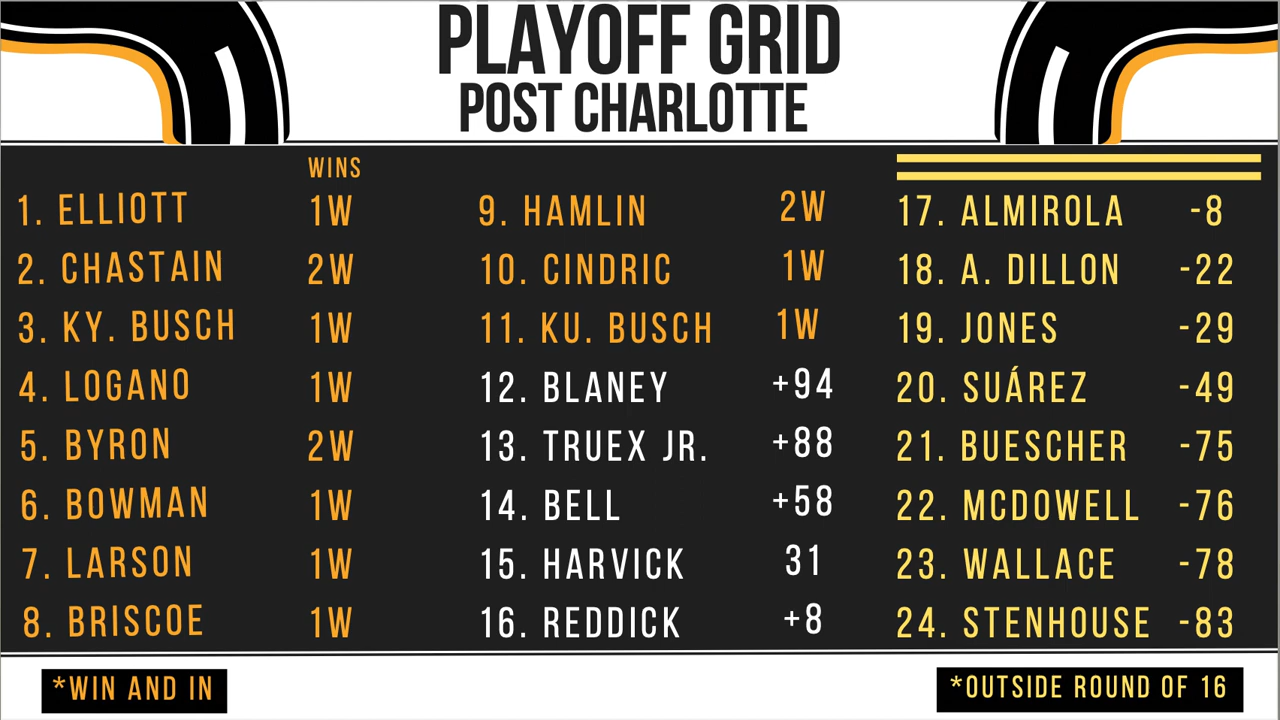 PLAYOFF GRID
POST CHARLOTTE
WINS
1. ELLIOTT 1W
2. CHASTAIN 2W
3. KY. BUSCH 1W
4. LOGANO 1W
5. BYRON 2W
6. BOWMAN 1W
7. LARSON 1W
8. BRISCOE 1W
9. HAMLIN 2W
10. CINDRIC 1W
11. KU. BUSCH 1W
12. BLANEY +94
13. TRUEX JR. +88
14. BELL +58
15. HARVICK 31
16. REDDICK +8
17. ALMIROLA -8
18. A. DILLON -22
19. JONES -29
20. SUÁREZ -49
21. BUESCHER -75
22. MCDOWELL -76
23. WALLACE -78
24. STENHOUSE -83
*WIN AND IN
*OUTSIDE ROUND OF 16